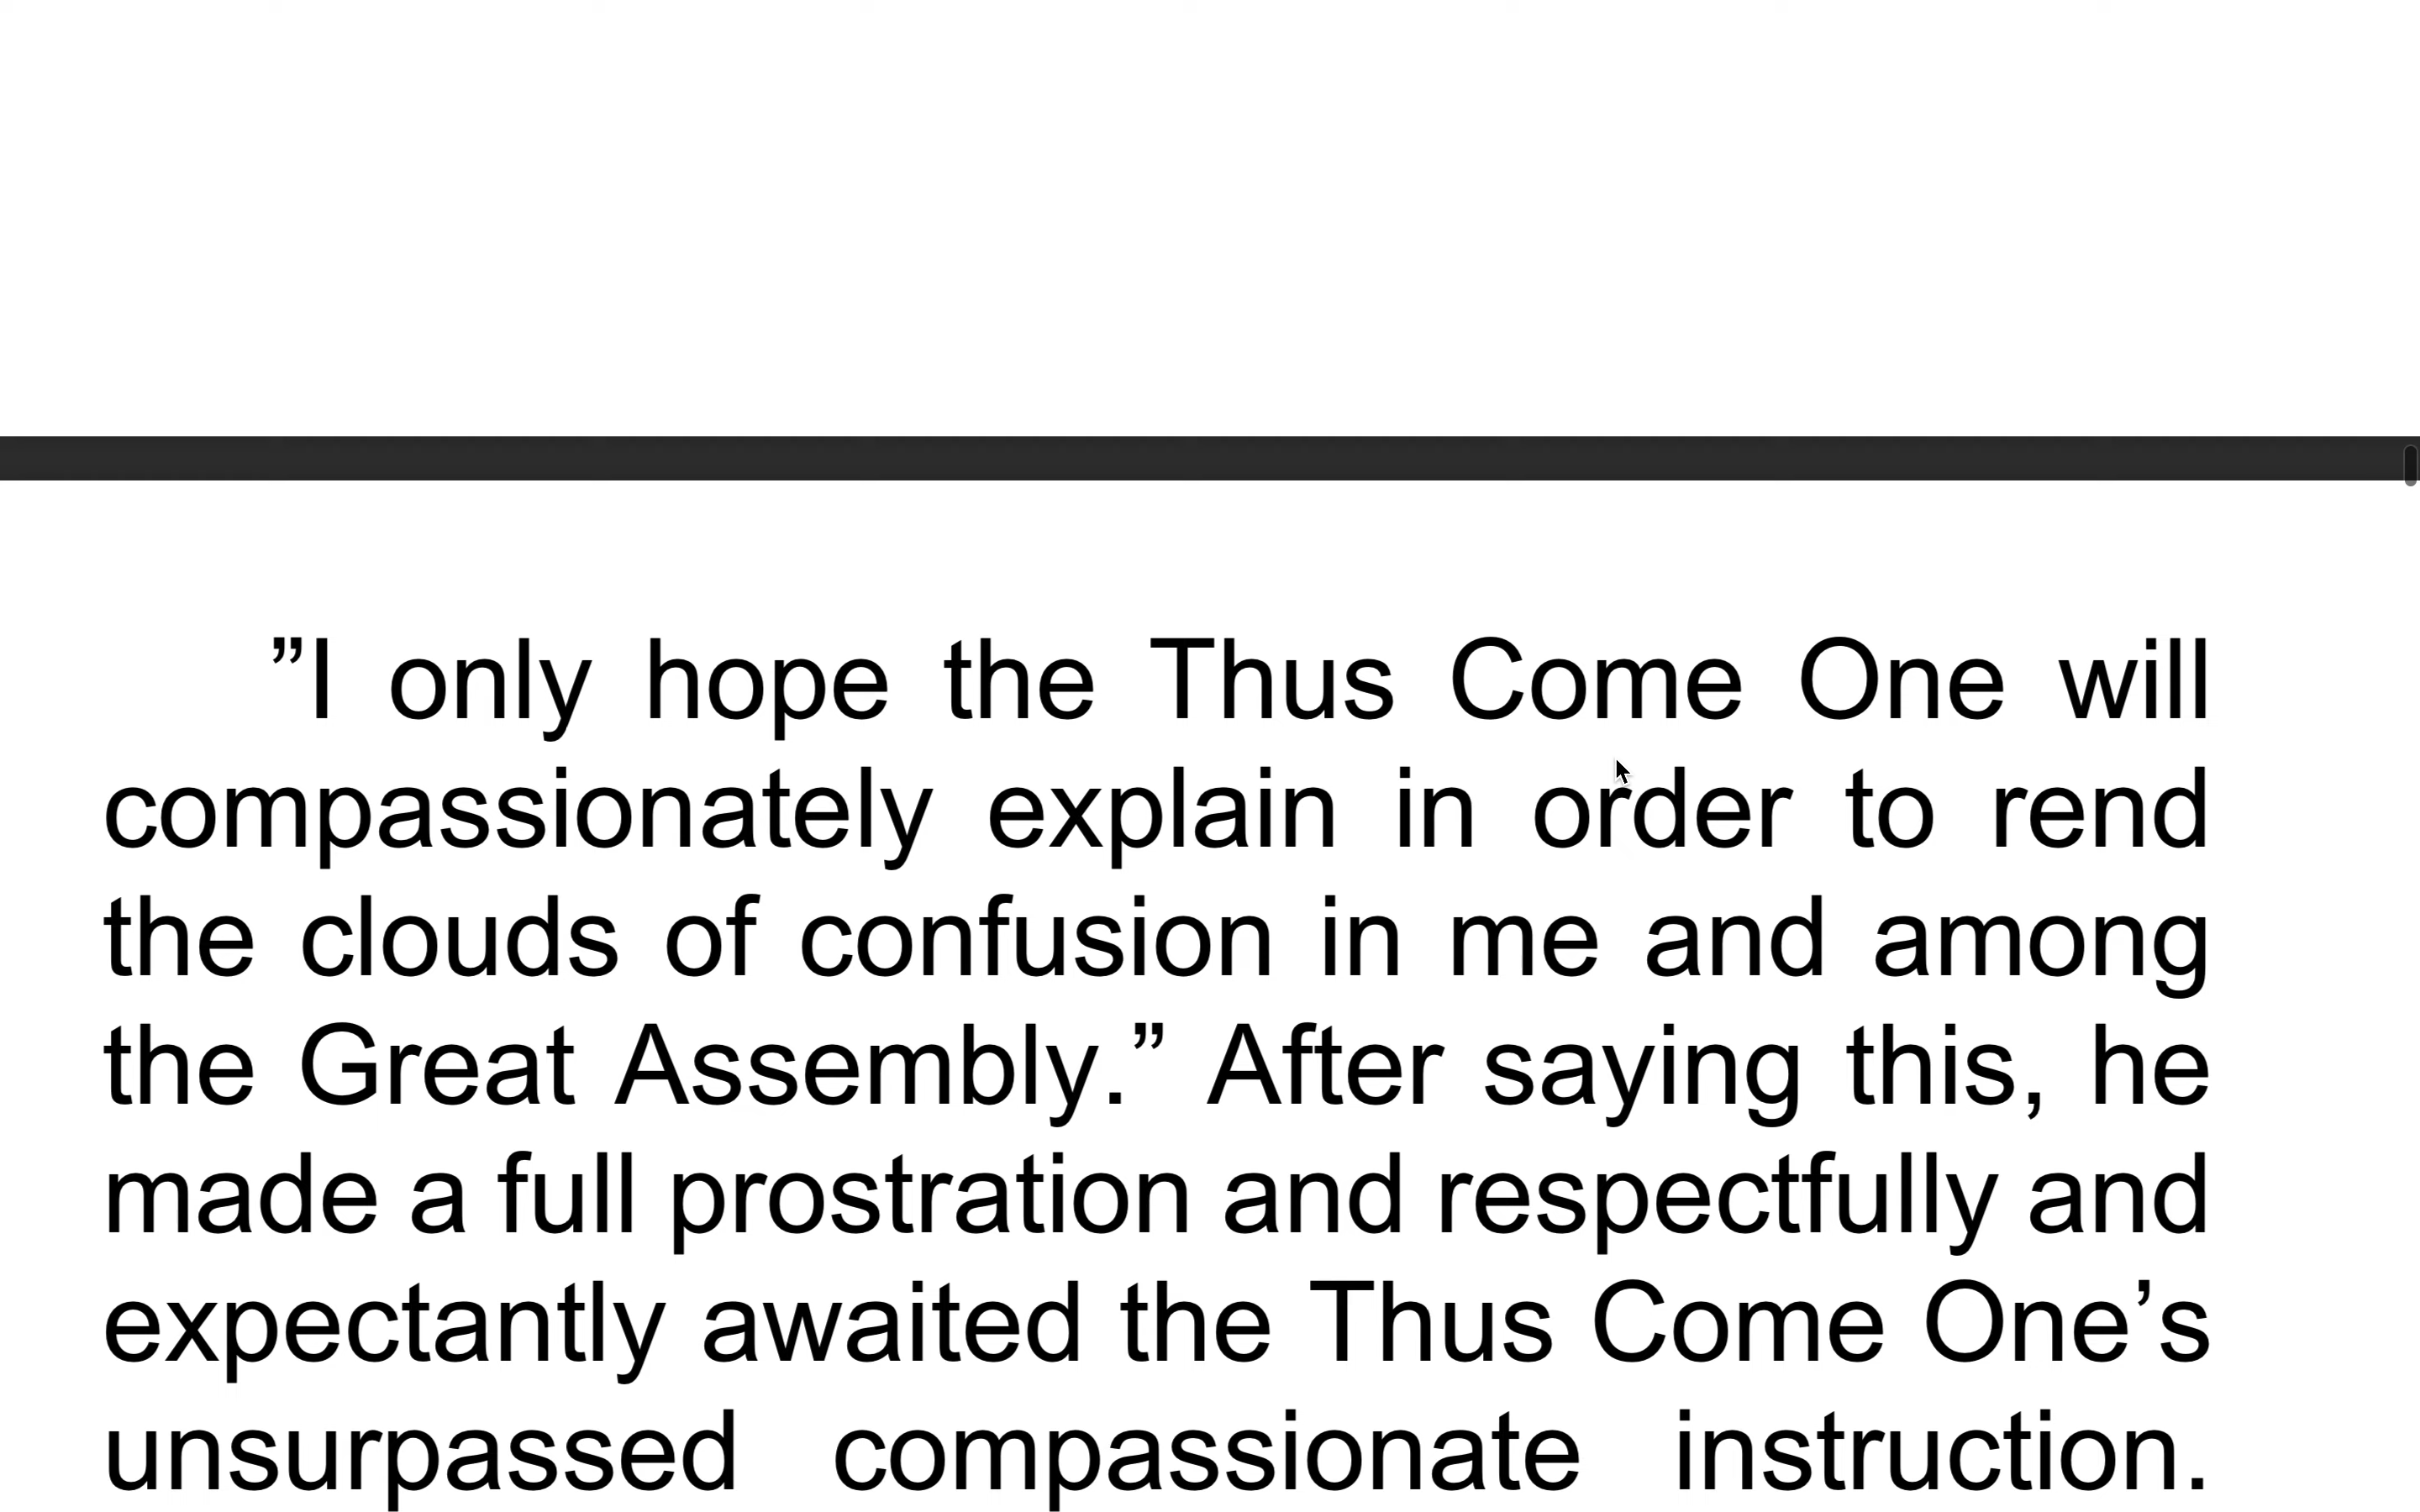 ”I only hope the Thus Come One will
compassionately explain in order to rend
the clouds of confusion in me and among
the Great Assembly.” After saying this, he
made a full prostration and respectfully and
expectantly awaited the Thus Come One’s
unsurpassed compassionate instruction.